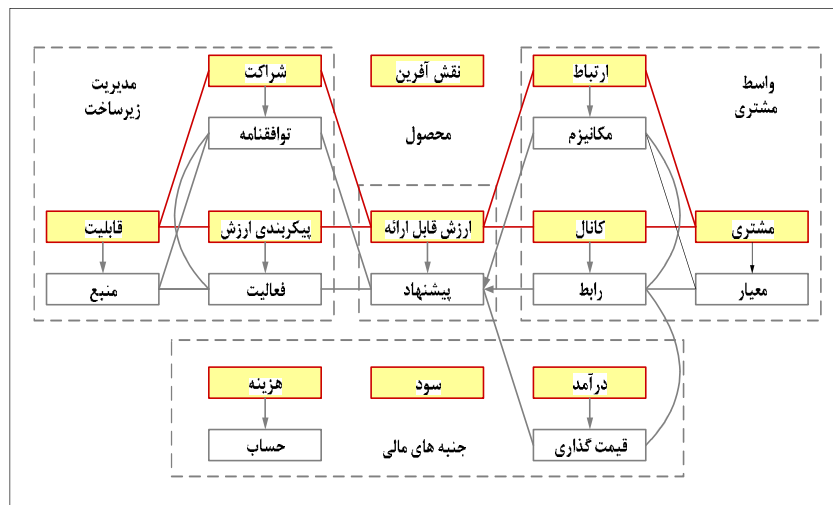 شراکت
نقش آفرین
ارتباط
واسط
مشتری
مدیریت
زیرساخت
توافقنامه
محصول
مکانیزم
قابلیت
پیکربندی ارزش
ارزش قابل ارائه
کانال
مشتری
منبع
فعالیت
پیشنهاد
رابط
معیار
هزینه
سود
درآمد
حساب
جنبه های مالی
قیمت گذاری